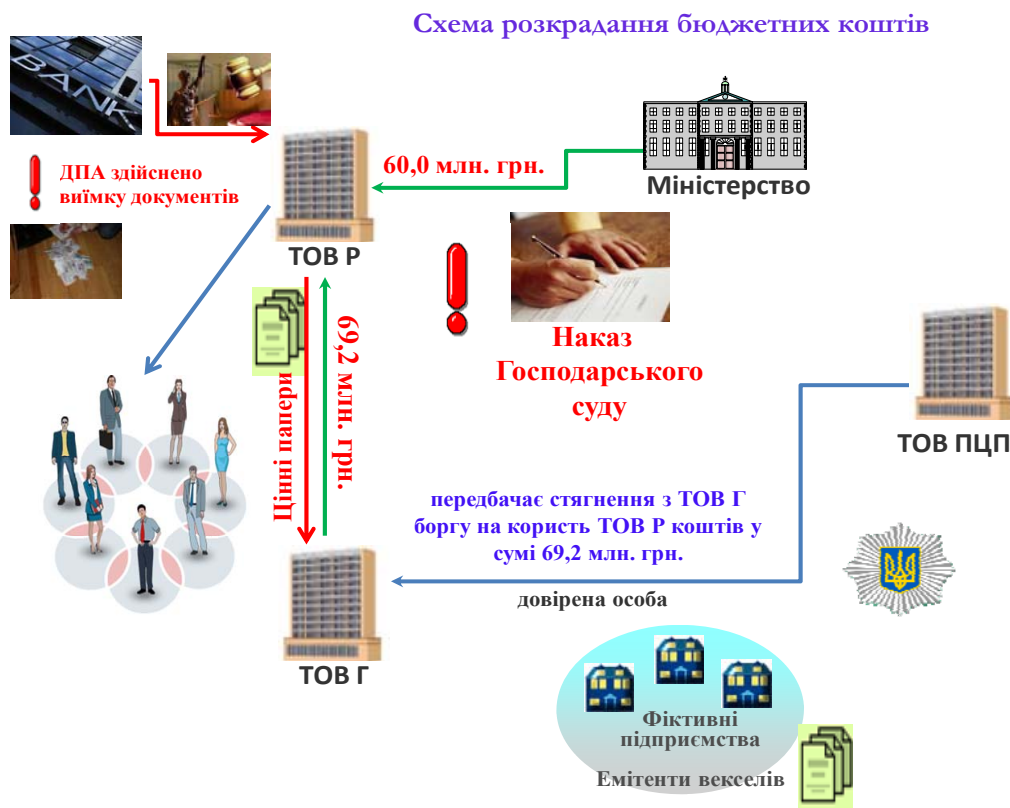 Схема розкрадання бюджетних коштів
BANK
ДПА здійснено
виїмку документів
60,0 млн. грн.
Міністерство
ТОВ Р
Цінні папери
69,2 млн. грн.
Наказ
Господарського
суду
ТОВ ПЦП
передбачає стягнення з ТОВ Г
боргу на користь ТОВ Р коштів у
сумі 69,2 млн. грн.
довірена особа
ТОВ Г
Фіктивні
підприємства
Емітенти векселів